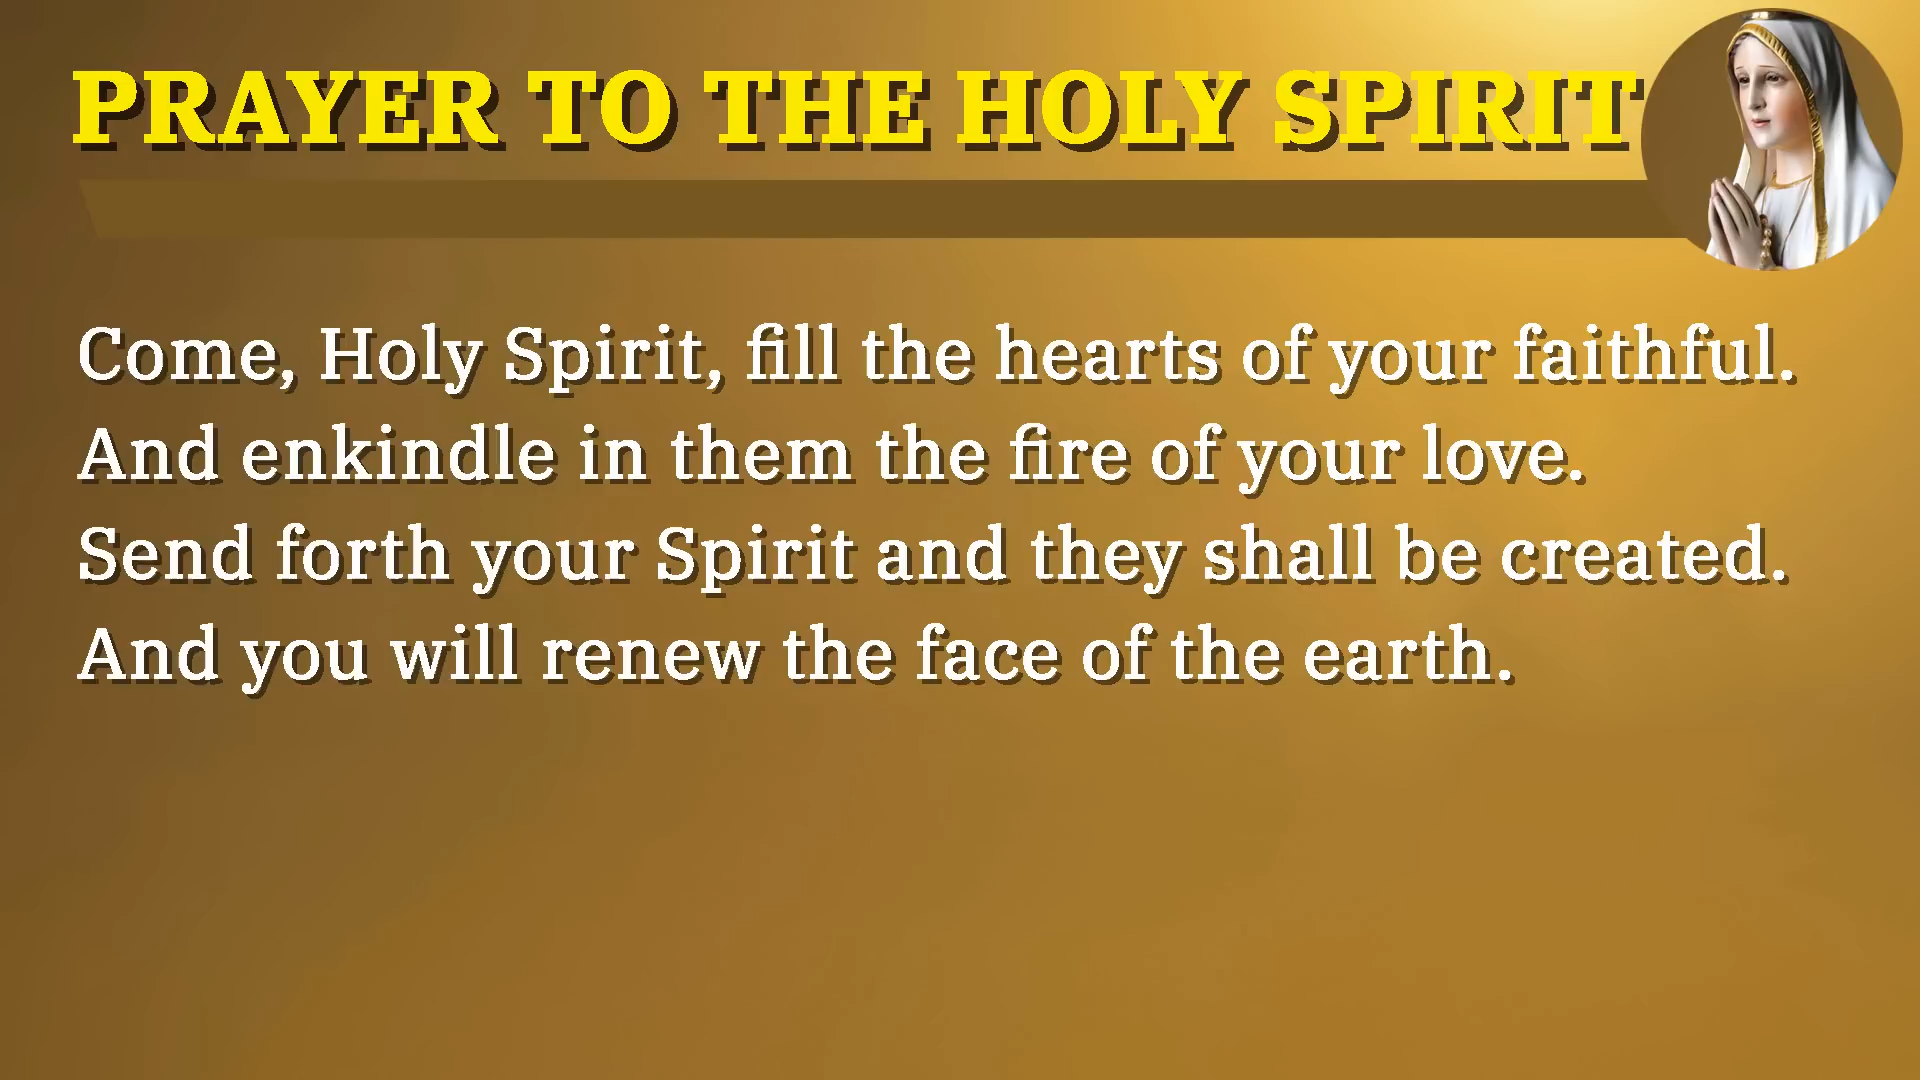 PRAYER TO THE HOLY SPIRIT
Come, Holy Spirit, fill the hearts of your faithful.
And enkindle in them the fire of your love.
Send forth your Spirit and they shall be created.
And you will renew the face of the earth.